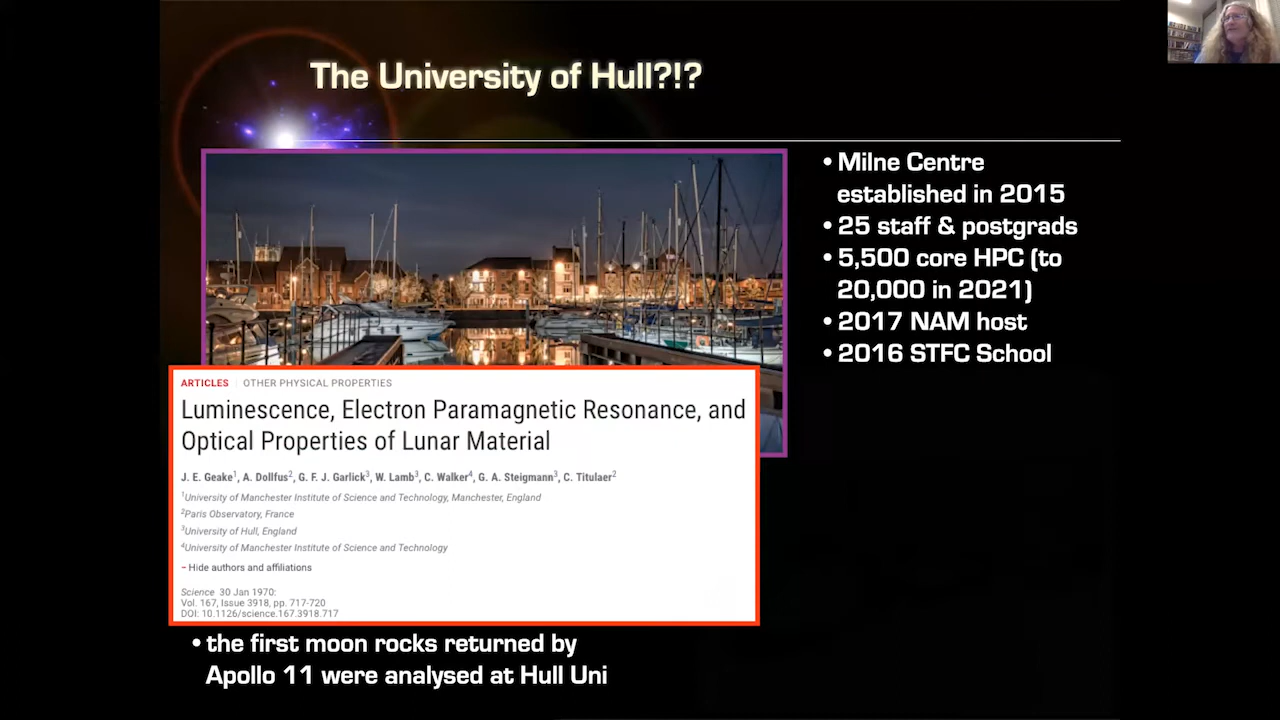 The University of Hull?!?
• Milne Centre
established in 2015
• 25 staff & postgrads
• 5,500 core HPC (to
20,000 in 2021)
• 2017 NAM host
• 2016 STFC School
ARTICLES OTHER PHYSICAL PROPERTIES
Luminescence, Electron Paramagnetic Resonance, and
Optical Properties of Lunar Material
J. E. Geake¹, A. Dollfus², G. F. J. Garlick³, W. Lamb³, C. Walker⁴, G. A. Steigmann³, C. Titulaer²
¹University of Manchester Institute of Science and Technology, Manchester, England
²Paris Observatory, France
³University of Hull, England
⁴University of Manchester Institute of Science and Technology
– Hide authors and affiliations
Science 30 Jan 1970:
Vol. 167, Issue 3918, pp. 717-720
DOI: 10.1126/science.167.3918.717
• the first moon rocks returned by
Apollo 11 were analysed at Hull Uni